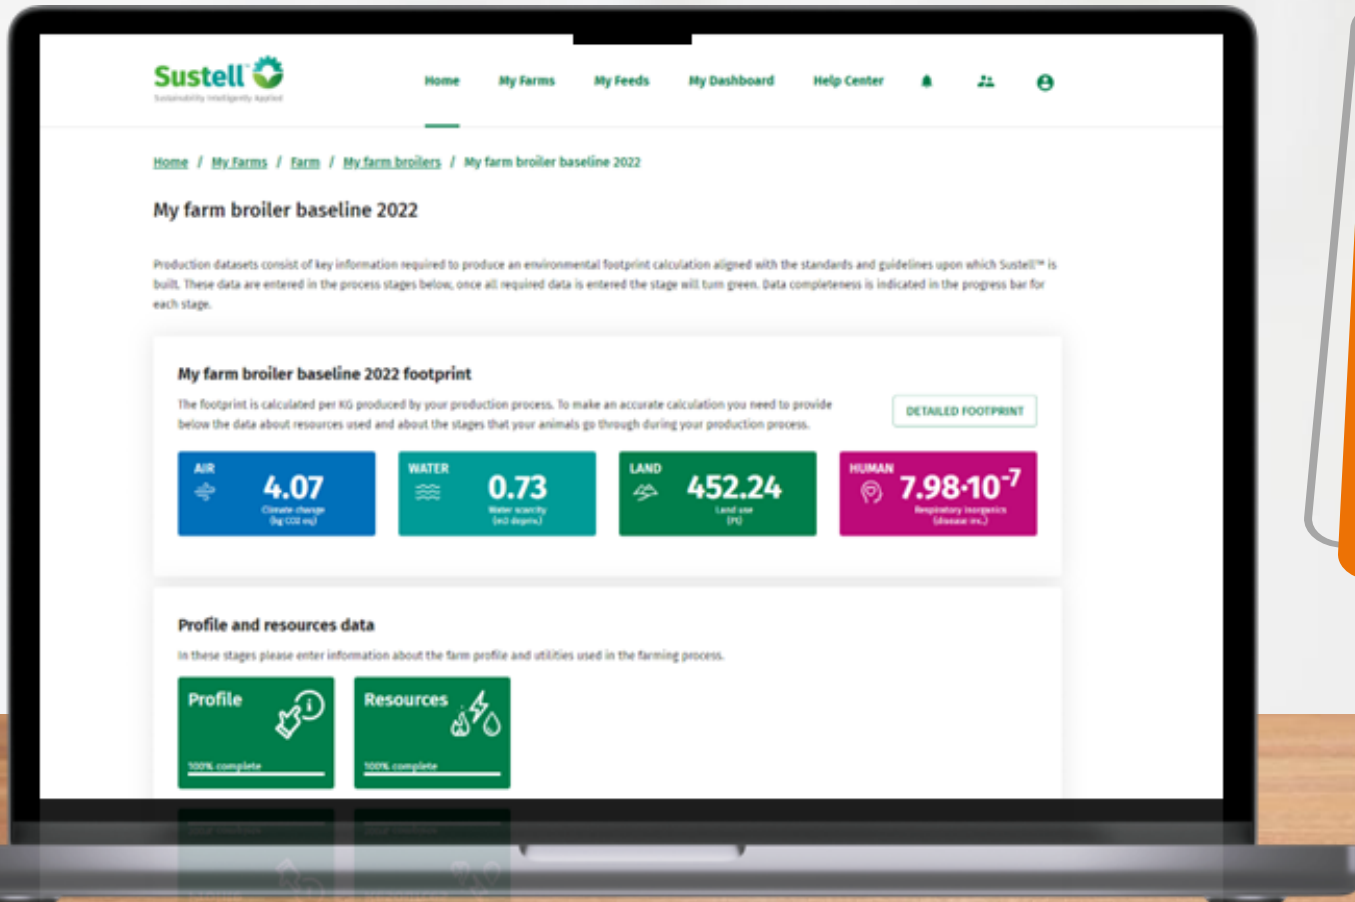 Sustell™
Sustainability Intelligently Applied
Home My Farms My Feeds My Dashboard Help Center
Home / My Farms / Farm / My farm broilers / My farm broiler baseline 2022
My farm broiler baseline 2022
Production datasets consist of key information required to produce an environmental footprint calculation aligned with the standards and guidelines upon which Sustell™ is
built. These data are entered in the process stages below, once all required data is entered the stage will turn green. Data completeness is indicated in the progress bar for
each stage.
My farm broiler baseline 2022 footprint
The footprint is calculated per KG produced by your production process. To make an accurate calculation you need to provide
below the data about resources used and about the stages that your animals go through during your production process.
DETAILED FOOTPRINT
AIR
4.07
Climate change
(kg CO2 eq)
WATER
0.73
Water scarcity
(m3 depriv.)
LAND
452.24
Land use
(Pt)
HUMAN
7.98·10⁻⁷
Respiratory inorganics
(disease inc.)
Profile and resources data
In these stages please enter information about the farm profile and utilities used in the farming process.
Profile
100% complete
Resources
100% complete